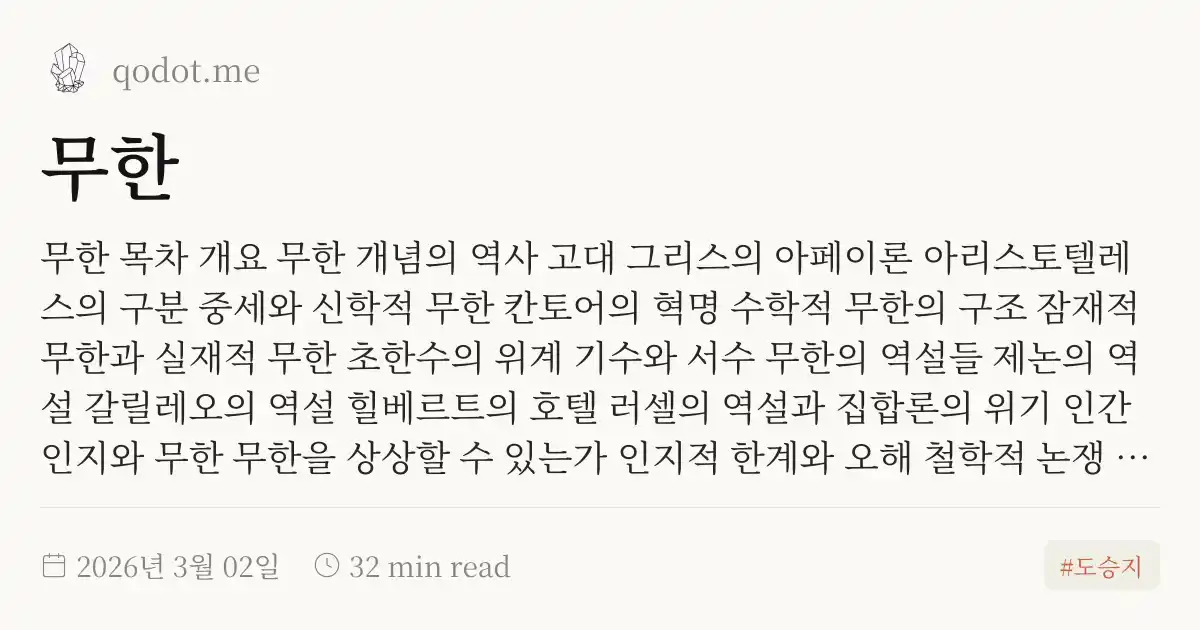 qodot.me
무한
무한 목차 개요 무한 개념의 역사 고대 그리스의 아페이론 아리스토텔레
스의 구분 중세와 신학적 무한 칸토어의 혁명 수학적 무한의 구조 잠재적
무한과 실재적 무한 초한수의 위계 기수와 서수 무한의 역설들 제논의 역
설 갈릴레오의 역설 힐베르트의 호텔 러셀의 역설과 집합론의 위기 인간
인지와 무한 무한을 상상할 수 있는가 인지적 한계와 오해 철학적 논쟁 …
2026년 3월 02일 32 min read #도승지